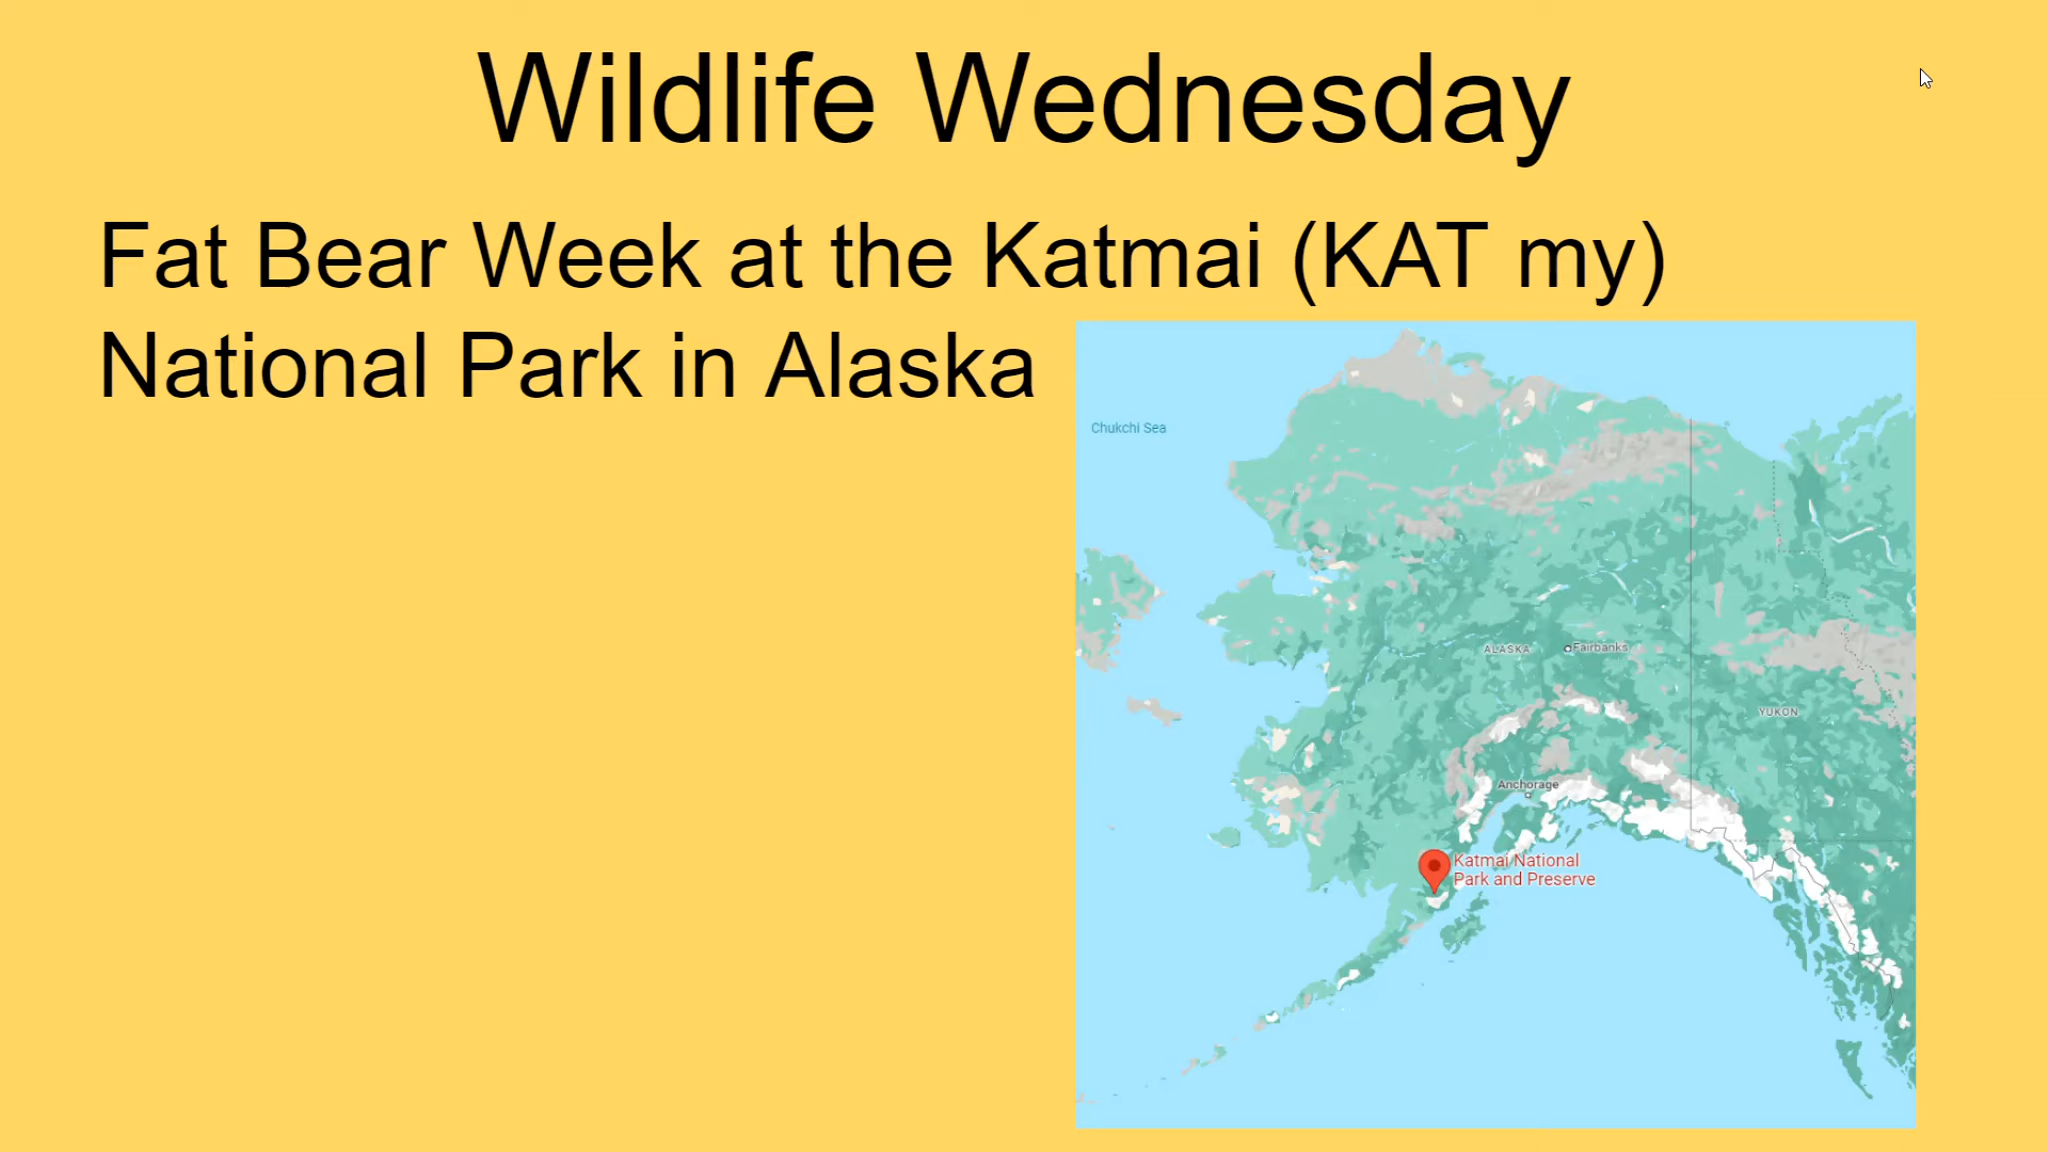 Wildlife Wednesday
Fat Bear Week at the Katmai (KAT my)
National Park in Alaska
Chukchi Sea
ALASKA
Fairbanks
YUKON
Anchorage
Katmai National
Park and Preserve